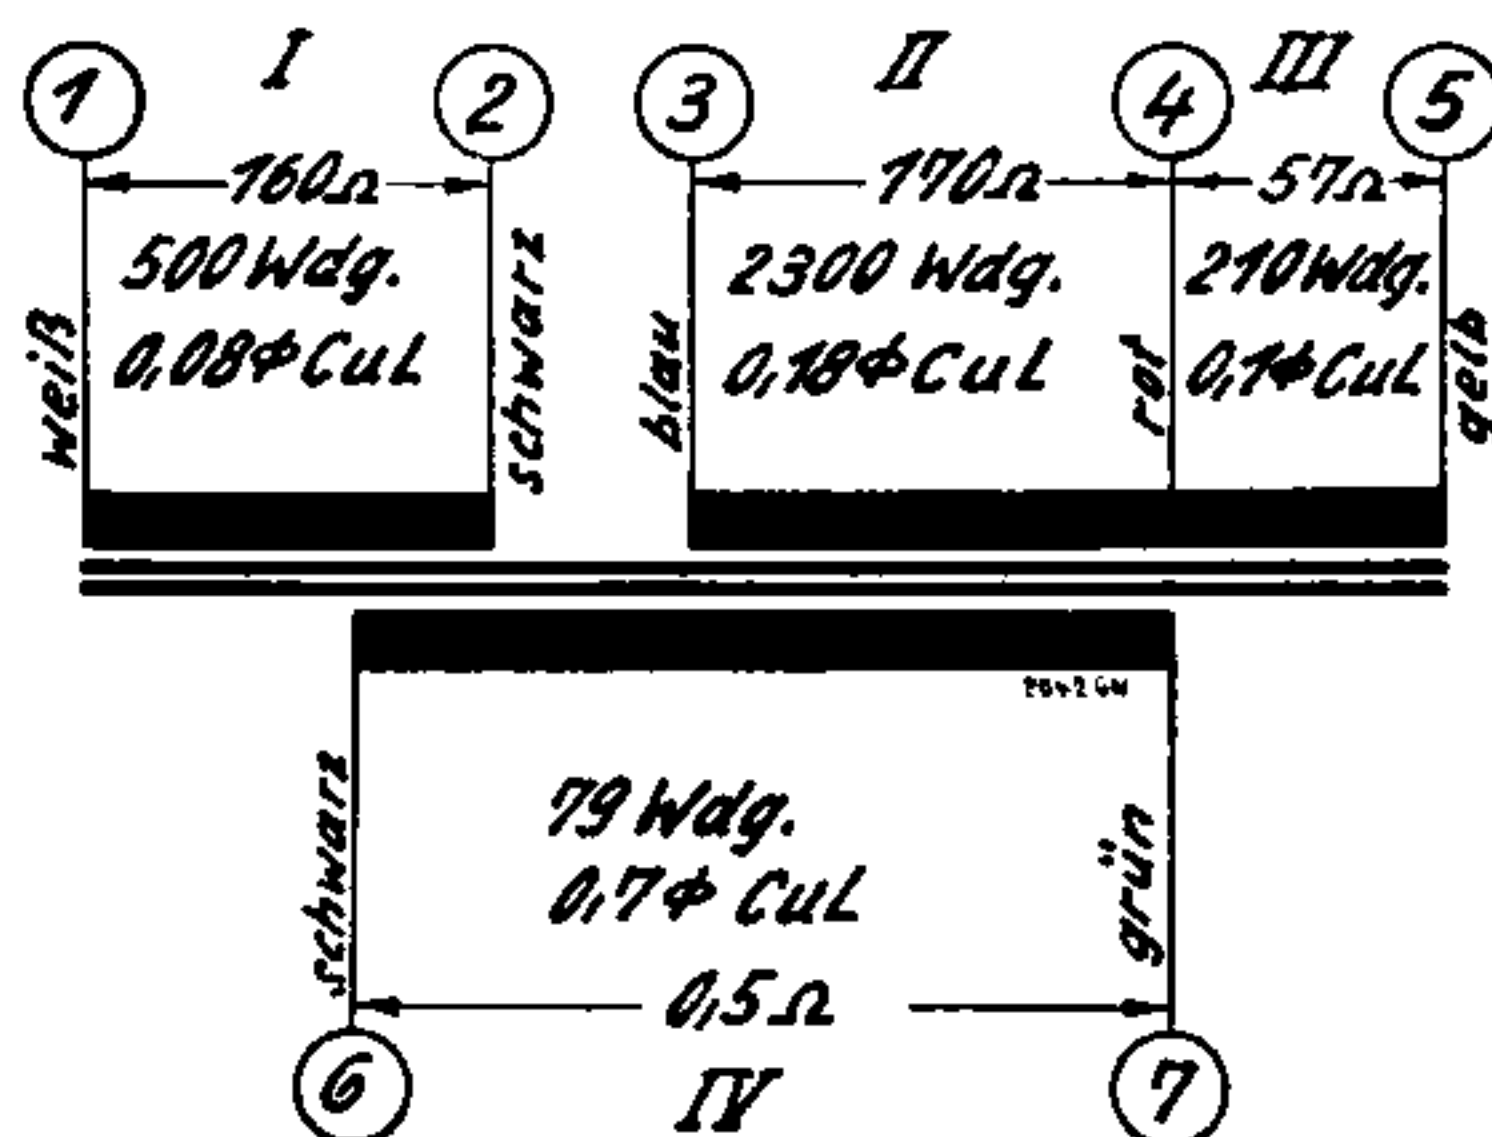 I II III
1 2 3 4 5
160Ω 170Ω 57Ω
500 Wdg. 2300 Wdg. 210 Wdg.
0,08 ϕ CuL 0,18 ϕ CuL 0,1 ϕ CuL
weiß schwarz blau rot gelb
79 Wdg.
0,7 ϕ CuL
schwarz grün
0,5 Ω
6 IV 7